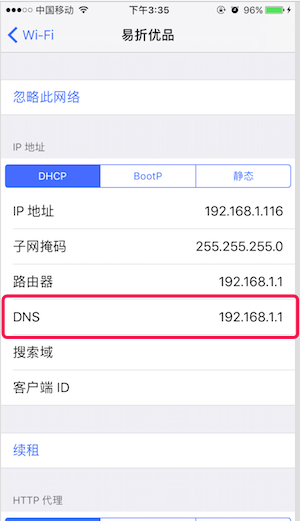 中国移动 下午3:35 96%
Wi-Fi 易折优品
忽略此网络
IP 地址
DHCP BootP 静态
IP 地址 192.168.1.116
子网掩码 255.255.255.0
路由器 192.168.1.1
DNS 192.168.1.1
搜索域
客户端 ID
续租
HTTP 代理